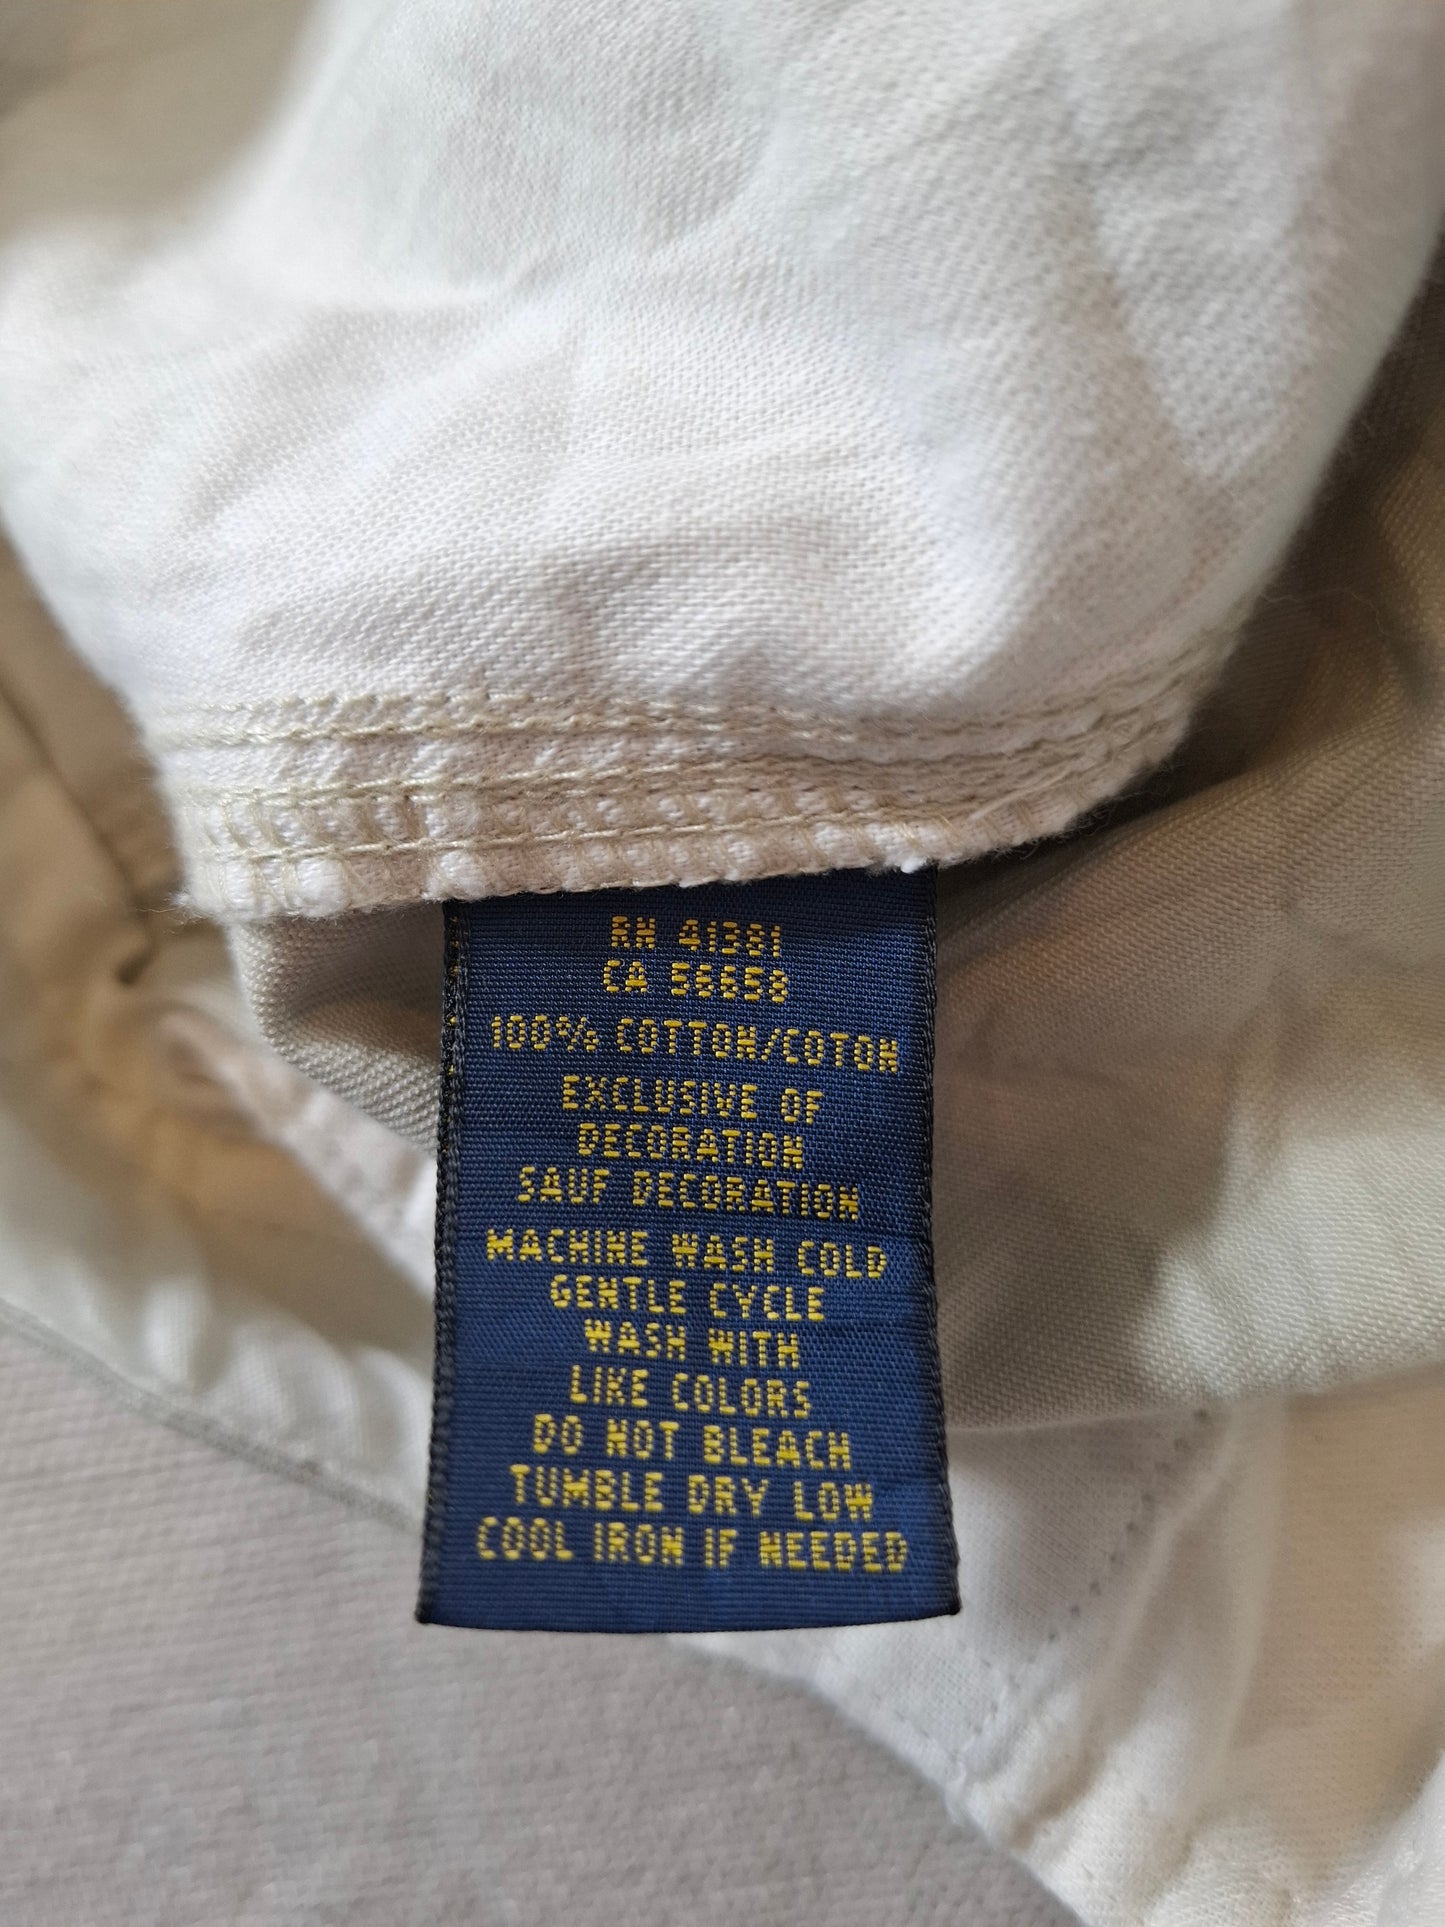 RN 41381
CA 56658
100% COTTON/COTON
EXCLUSIVE OF
DECORATION
SAUF DECORATION
MACHINE WASH COLD
GENTLE CYCLE
WASH WITH
LIKE COLORS
DO NOT BLEACH
TUMBLE DRY LOW
COOL IRON IF NEEDED